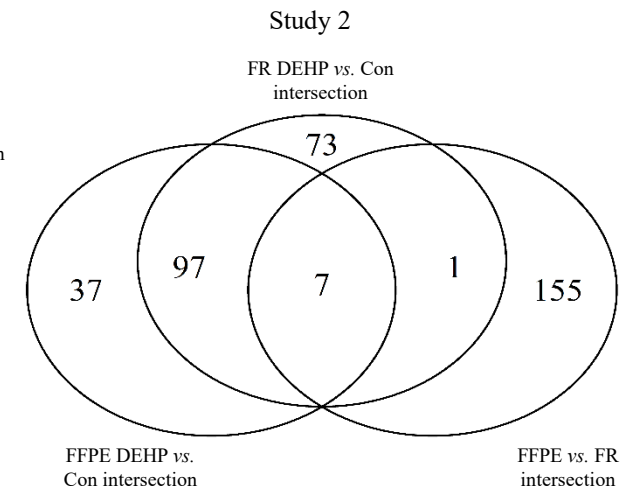 Study 2
FR DEHP vs. Con
intersection
n
73
37
97
7
1
155
FFPE DEHP vs.
Con intersection
FFPE vs. FR
intersection